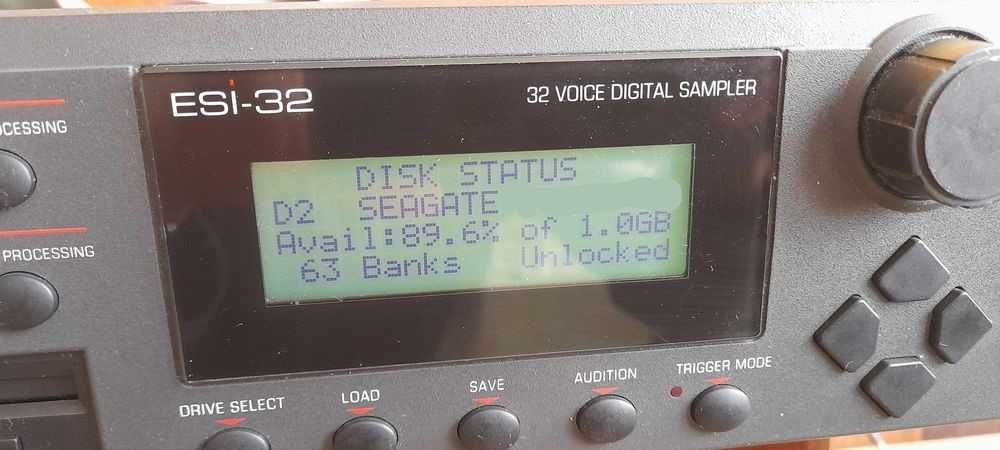 OCESSING
PROCESSING
ESi-32
32 VOICE DIGITAL SAMPLER
DISK STATUS
D2 SEAGATE
Avail:89.6% of 1.0GB
63 Banks Unlocked
DRIVE SELECT
LOAD
SAVE
AUDITION
TRIGGER MODE